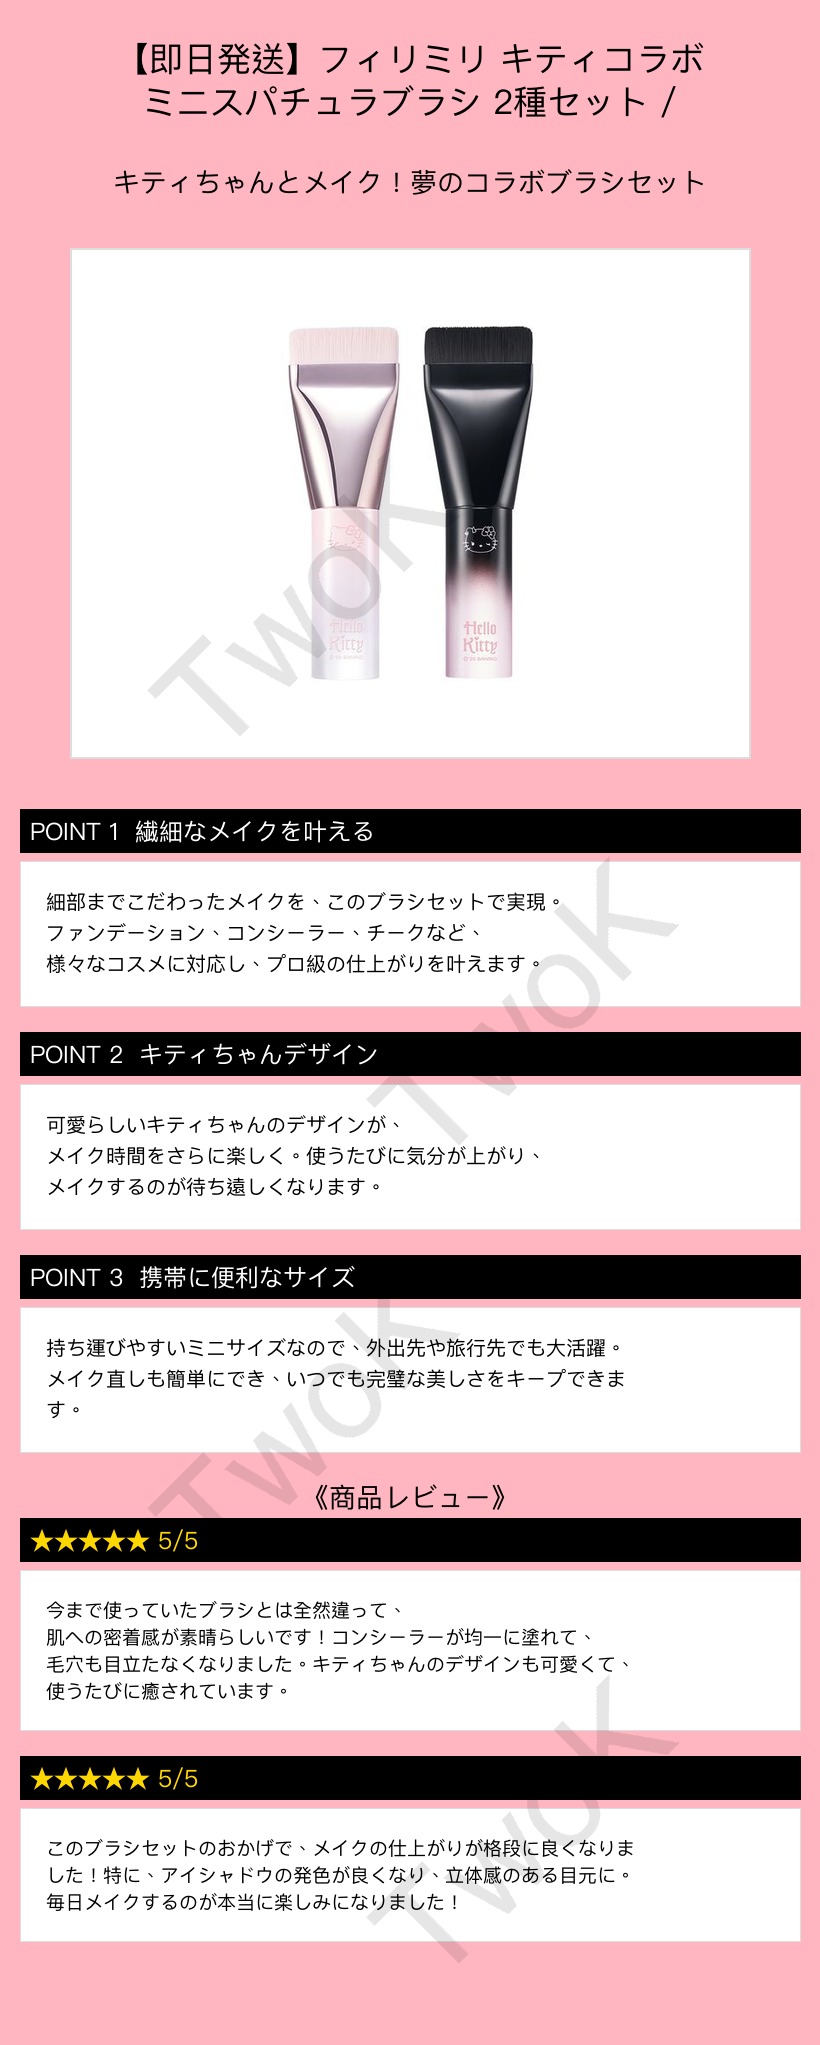 【即日発送】フィリミリ キティコラボ
ミニスパチュラブラシ 2種セット /
キティちゃんとメイク！夢のコラボブラシセット
Hello
Kitty
Hello
Kitty
TwoK
POINT 1 繊細なメイクを叶える
細部までこだわったメイクを、このブラシセットで実現。
ファンデーション、コンシーラー、チークなど、
様々なコスメに対応し、プロ級の仕上がりを叶えます。
TwoK
POINT 2 キティちゃんデザイン
可愛らしいキティちゃんのデザインが、
メイク時間をさらに楽しく。使うたびに気分が上がり、
メイクするのが待ち遠しくなります。
POINT 3 携帯に便利なサイズ
持ち運びやすいミニサイズなので、外出先や旅行先でも大活躍。
メイク直しも簡単にでき、いつでも完璧な美しさをキープできま
す。
TwoK
《商品レビュー》
★★★★★ 5/5
今まで使っていたブラシとは全然違って、
肌への密着感が素晴らしいです！コンシーラーが均一に塗れて、
毛穴も目立たなくなりました。キティちゃんのデザインも可愛くて、
使うたびに癒されています。
★★★★★ 5/5
このブラシセットのおかげで、メイクの仕上がりが格段に良くなりま
した！特に、アイシャドウの発色が良くなり、立体感のある目元に。
毎日メイクするのが本当に楽しみになりました！
TwoK